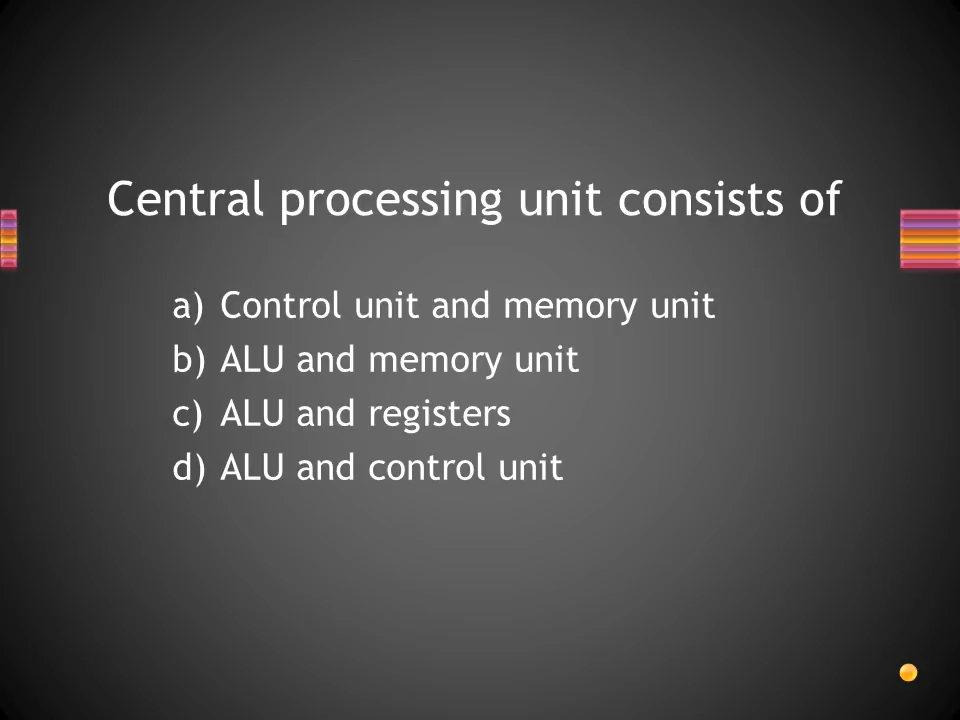 Central processing unit consists of
a) Control unit and memory unit
b) ALU and memory unit
c) ALU and registers
d) ALU and control unit